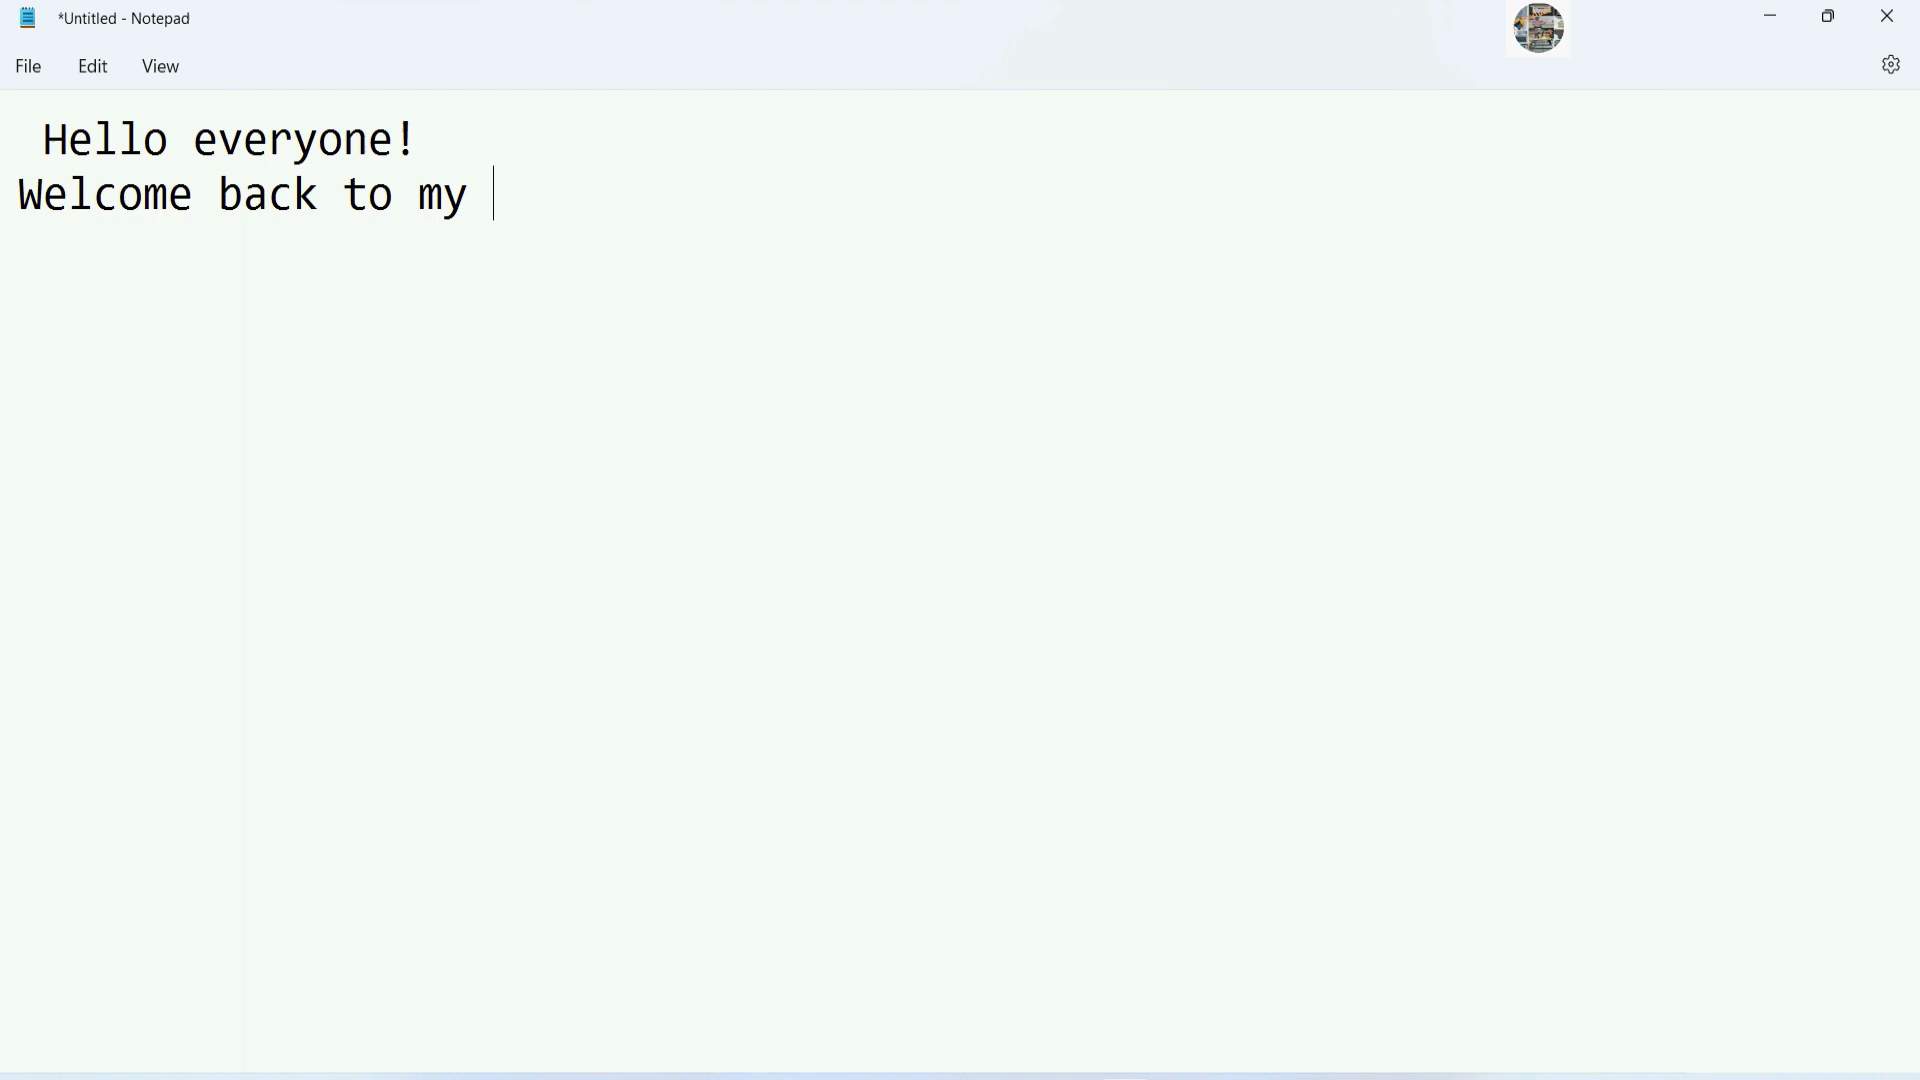 *Untitled - Notepad
File Edit View
Hello everyone!
Welcome back to my